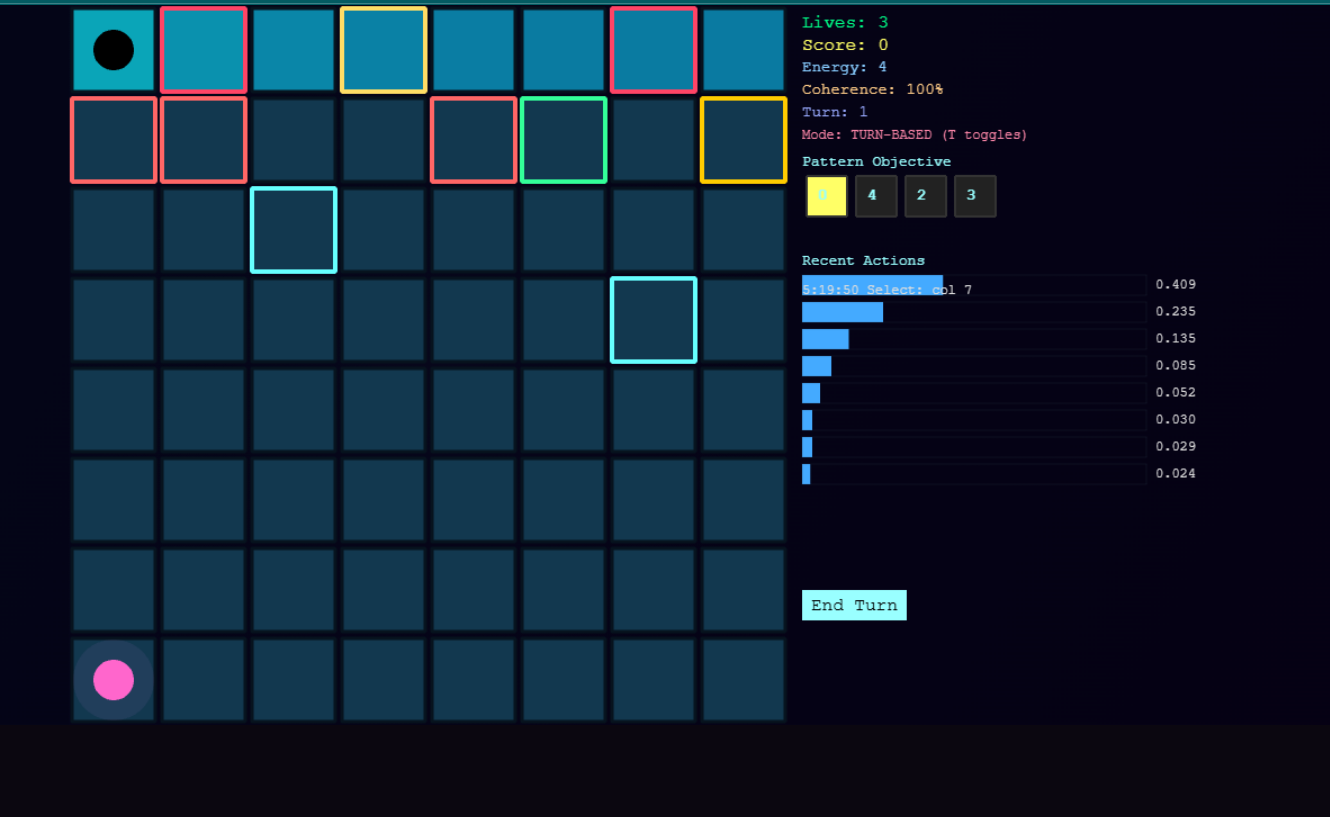 Lives: 3
Score: 0
Energy: 4
Coherence: 100%
Turn: 1
Mode: TURN-BASED (T toggles)
Pattern Objective
0 4 2 3
Recent Actions
5:19:50 Select: col 7
0.409
0.235
0.135
0.085
0.052
0.030
0.029
0.024
End Turn